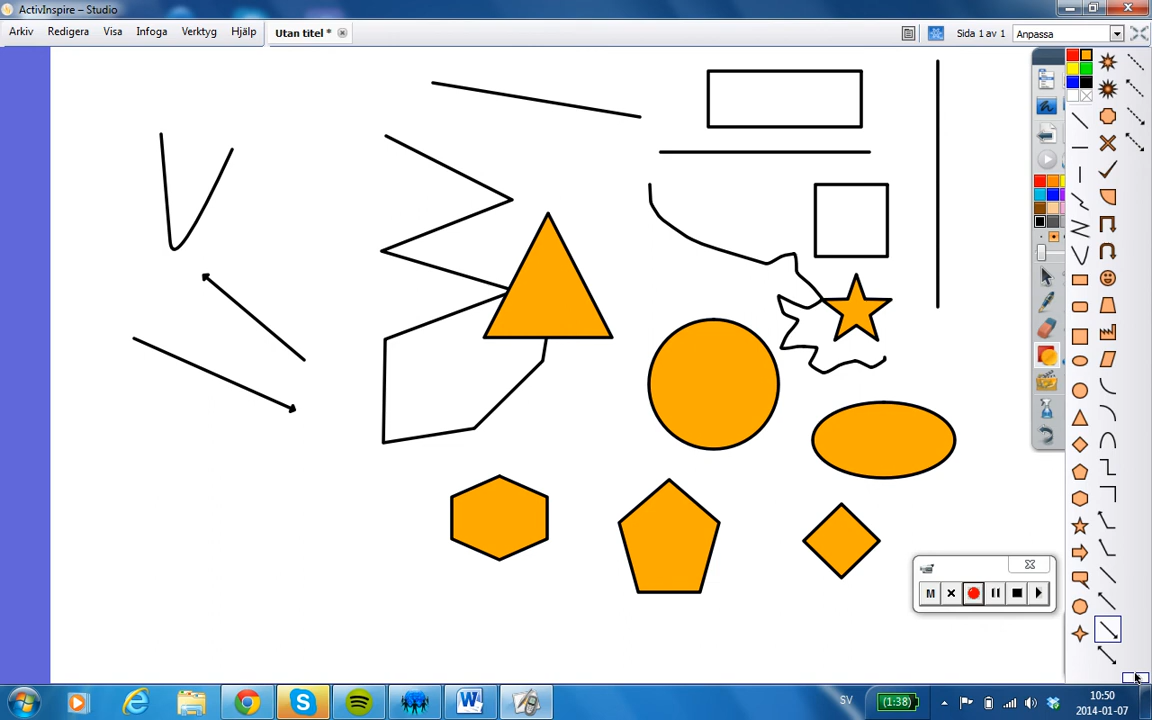 ActivInspire – Studio
Arkiv Redigera Visa Infoga Verktyg Hjälp Utan titel * Sida 1 av 1 Anpassa
M
SV (1:38) 10:50
2014-01-07